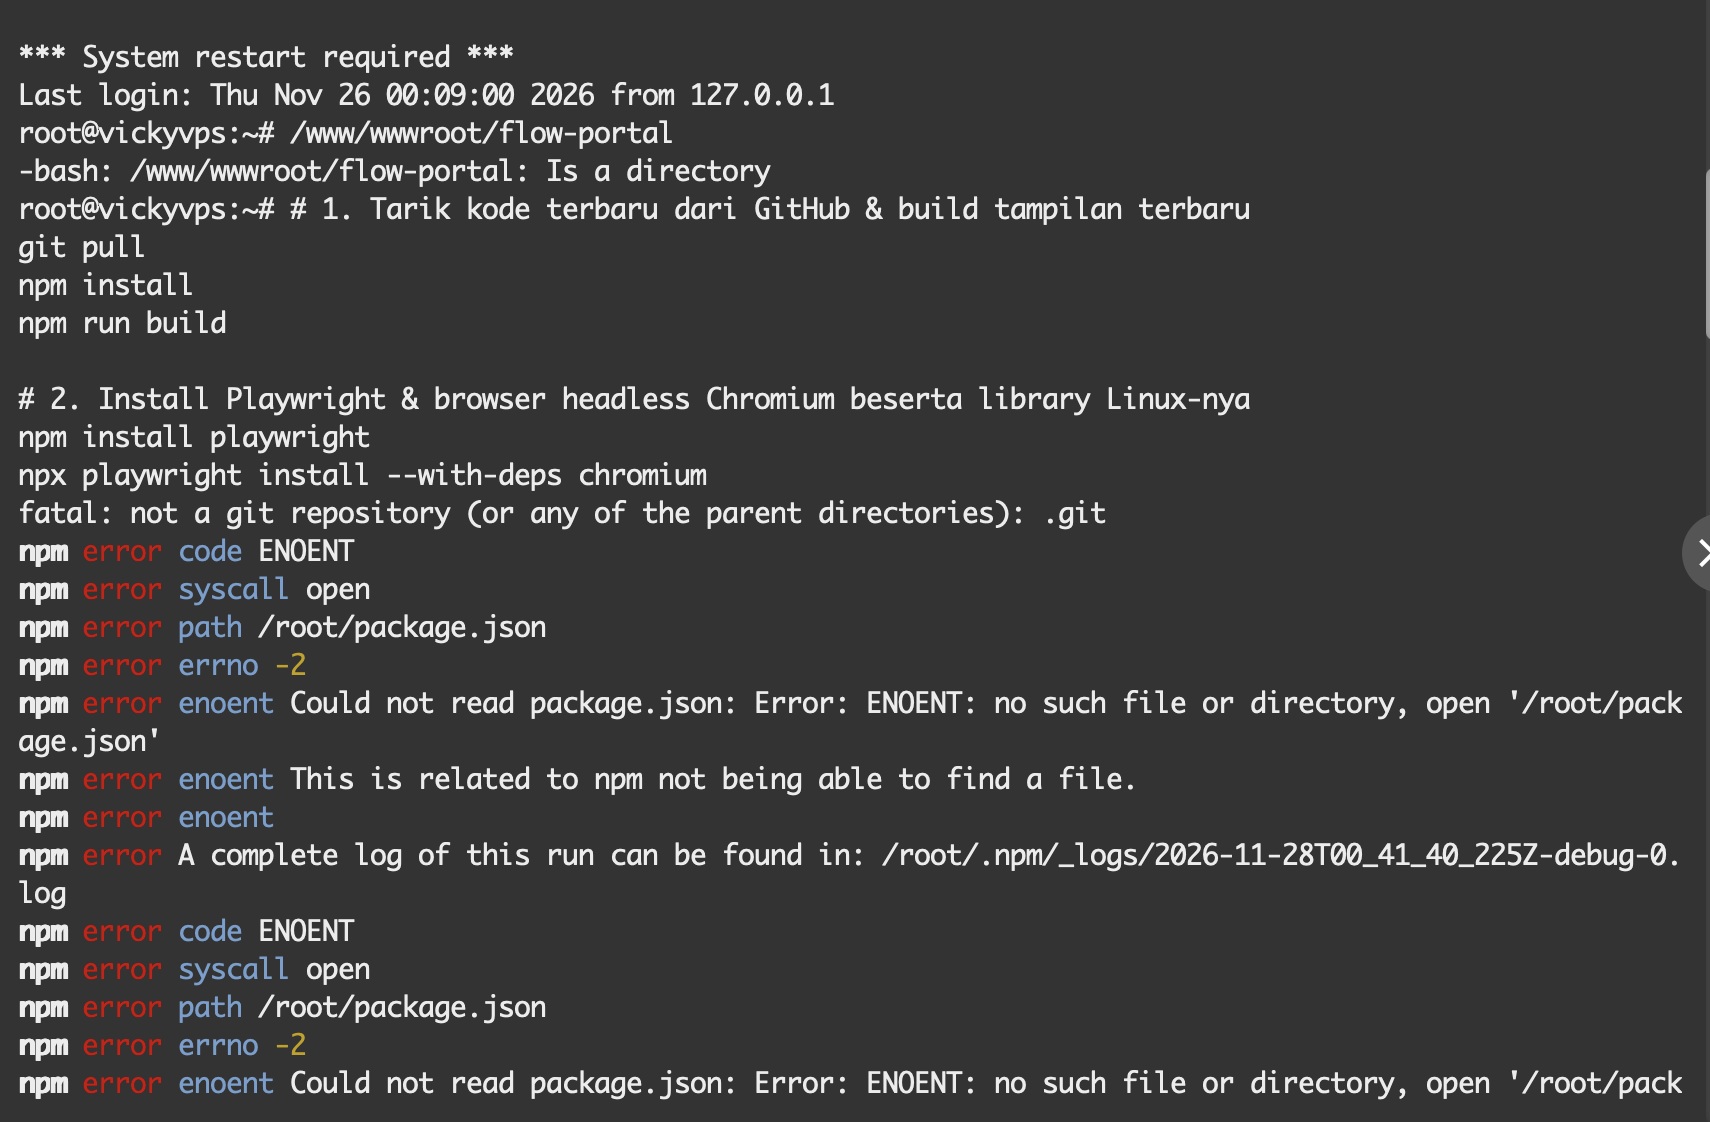 *** System restart required ***
Last login: Thu Nov 26 00:09:00 2026 from 127.0.0.1
root@vickyvps:~# /www/wwwroot/flow-portal
-bash: /www/wwwroot/flow-portal: Is a directory
root@vickyvps:~# # 1. Tarik kode terbaru dari GitHub & build tampilan terbaru
git pull
npm install
npm run build
# 2. Install Playwright & browser headless Chromium beserta library Linux-nya
npm install playwright
npx playwright install --with-deps chromium
fatal: not a git repository (or any of the parent directories): .git
npm error code ENOENT
npm error syscall open
npm error path /root/package.json
npm error errno -2
npm error enoent Could not read package.json: Error: ENOENT: no such file or directory, open '/root/pack
age.json'
npm error enoent This is related to npm not being able to find a file.
npm error enoent
npm error A complete log of this run can be found in: /root/.npm/_logs/2026-11-28T00_41_40_225Z-debug-0.
log
npm error code ENOENT
npm error syscall open
npm error path /root/package.json
npm error errno -2
npm error enoent Could not read package.json: Error: ENOENT: no such file or directory, open '/root/pack